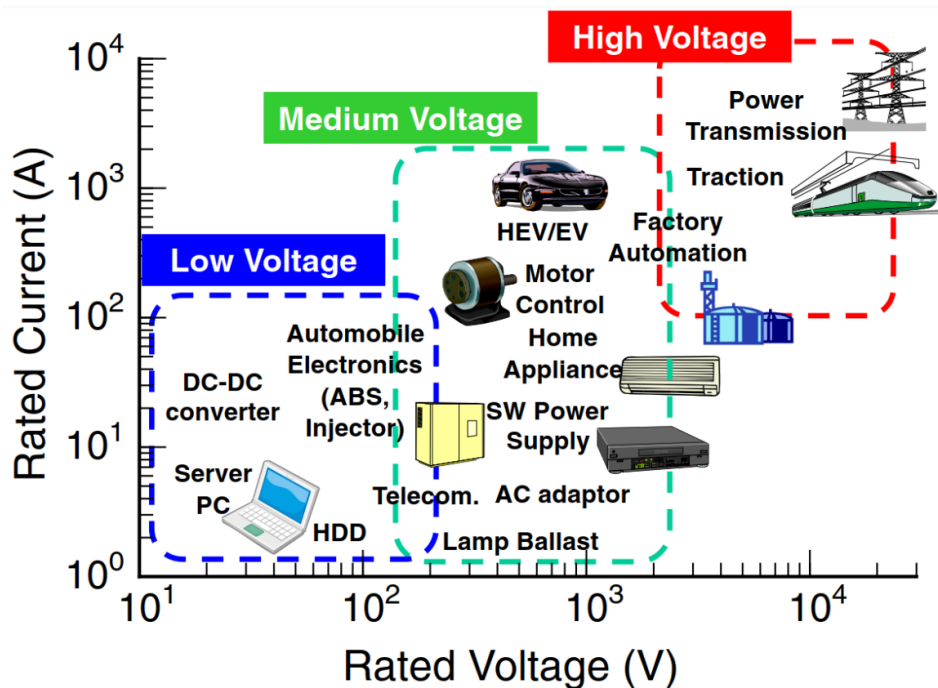 High Voltage
Medium Voltage
Low Voltage
Power
Transmission
Traction
HEV/EV
Factory
Automation
Motor
Control
Automobile
Electronics
(ABS,
Injector)
Home
Appliance
DC-DC
converter
SW Power
Supply
Server
PC
HDD
Telecom.
AC adaptor
Lamp Ballast
Rated Current (A)
10⁴
10³
10²
10¹
10⁰
10¹
10²
10³
10⁴
Rated Voltage (V)